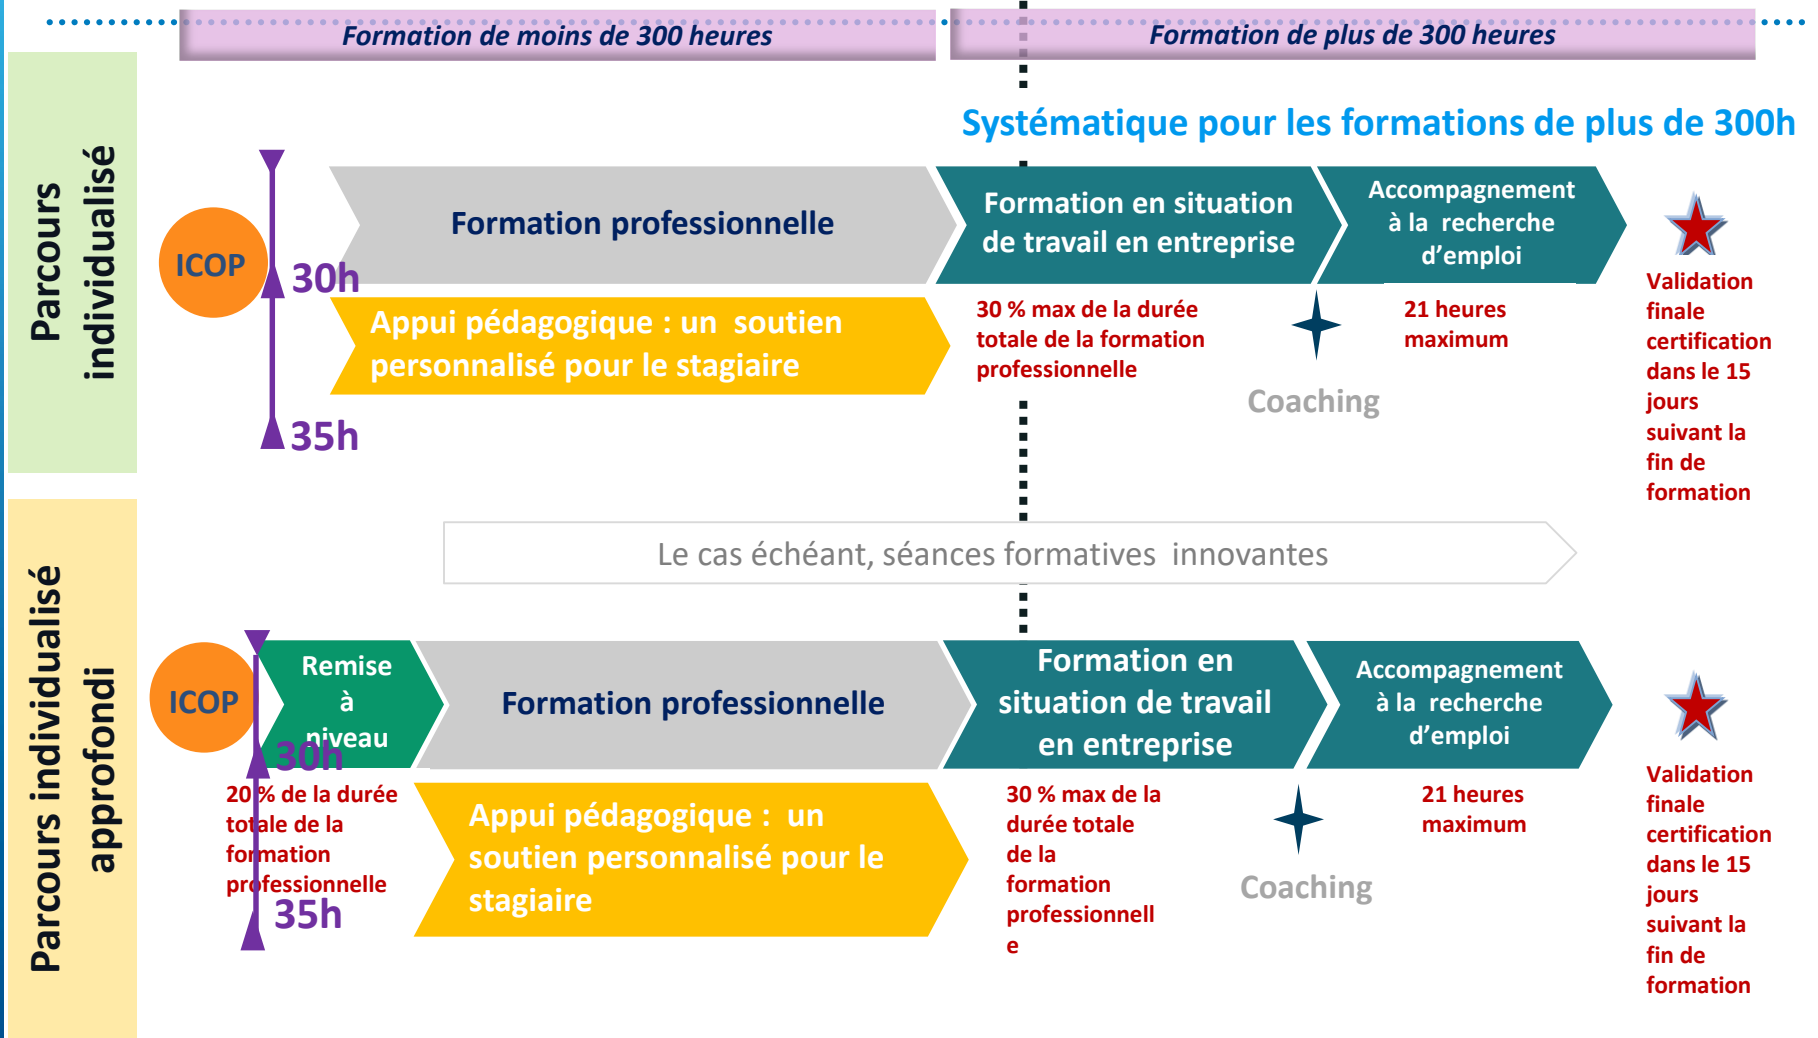 Formation de moins de 300 heures
Formation de plus de 300 heures
Systématique pour les formations de plus de 300h
Parcours
individualisé
ICOP
30h
35h
Formation professionnelle
Appui pédagogique : un soutien
personnalisé pour le stagiaire
Formation en situation
de travail en entreprise
30 % max de la durée
totale de la formation
professionnelle
Coaching
Accompagnement
à la recherche
d'emploi
21 heures
maximum
Validation
finale
certification
dans le 15
jours
suivant la
fin de
formation
Le cas échéant, séances formatives innovantes
Parcours individualisé
approfondi
ICOP
Remise
à
niveau
30h
20 % de la durée
totale de la
formation
professionnelle
35h
Formation professionnelle
Appui pédagogique : un
soutien personnalisé pour le
stagiaire
Formation en
situation de travail
en entreprise
30 % max de la
durée totale
de la
formation
professionnell
e
Coaching
Accompagnement
à la recherche
d'emploi
21 heures
maximum
Validation
finale
certification
dans le 15
jours
suivant la
fin de
formation